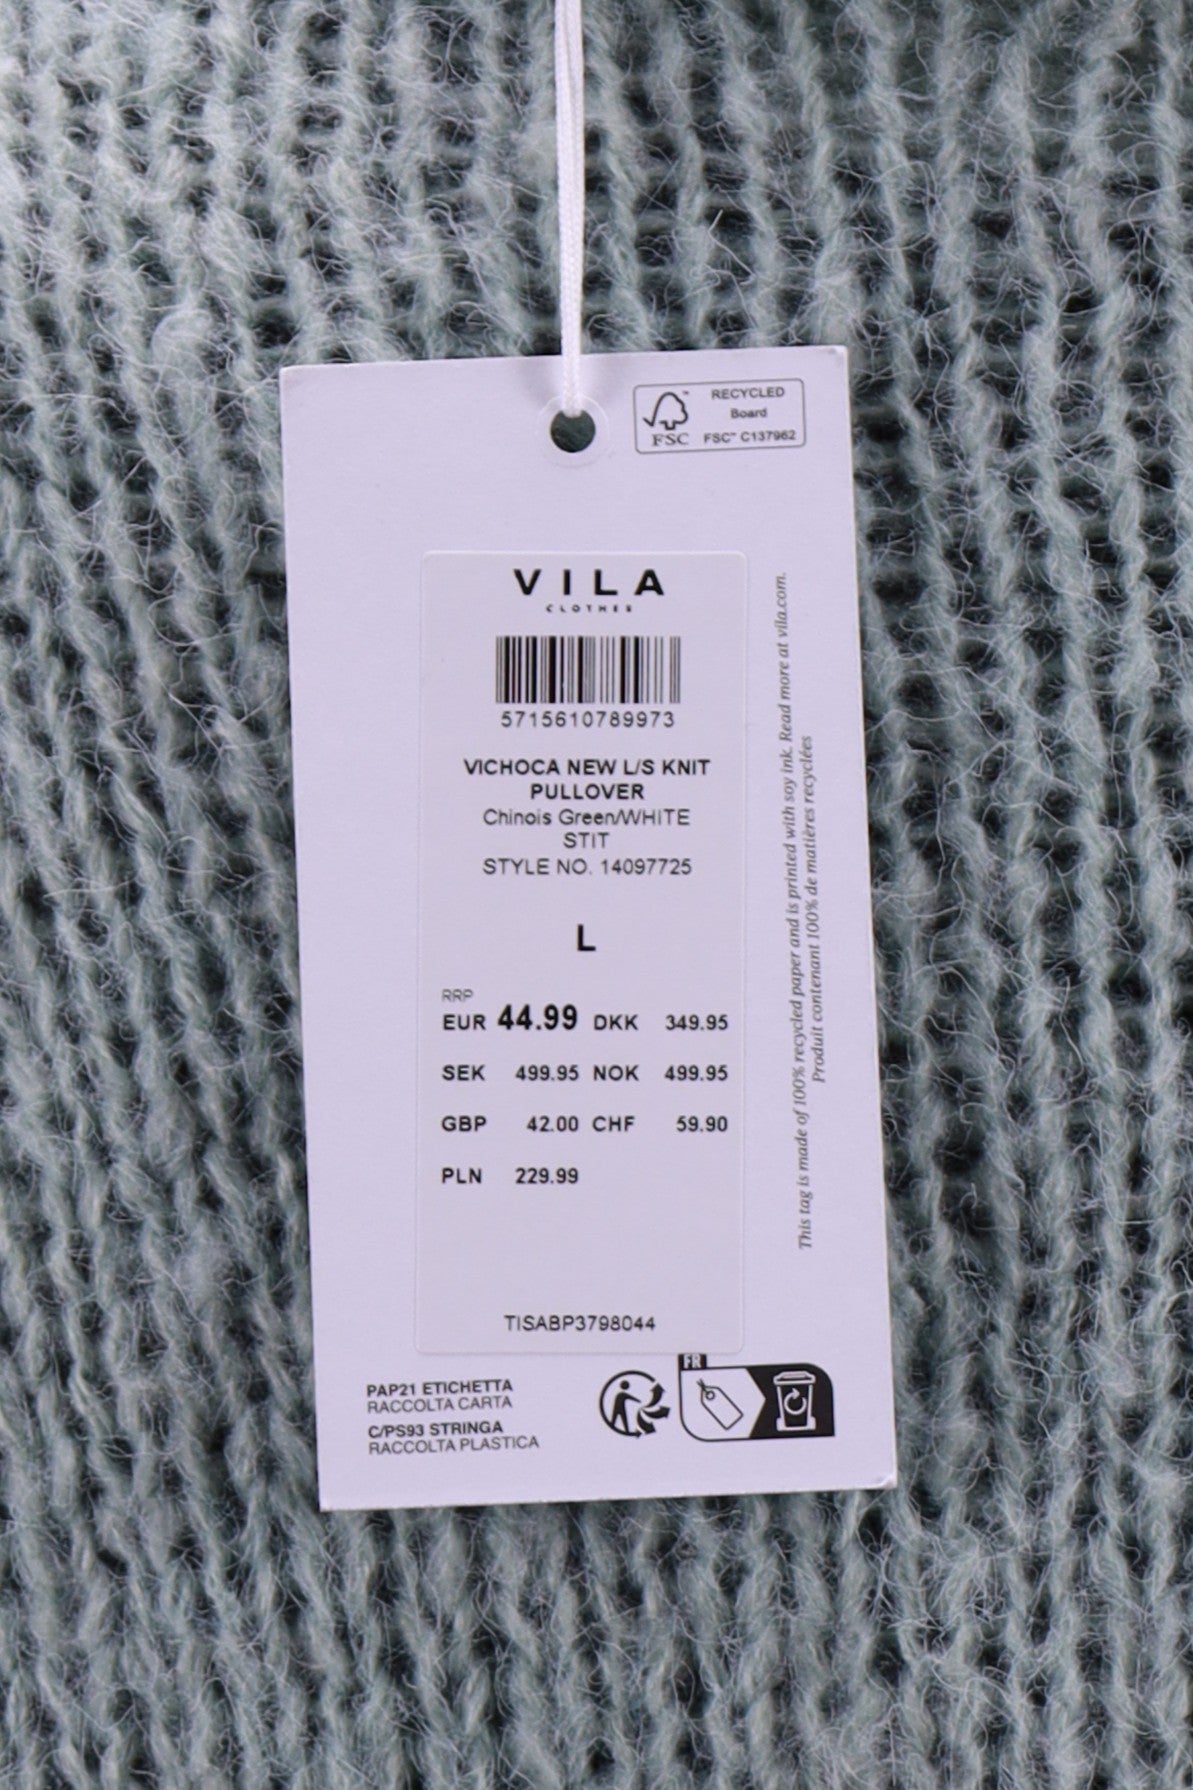 RECYCLED
Board
FSC™
FSC™ C137962
VILA
CLOTHES
5715610789973
VICHOCA NEW L/S KNIT
PULLOVER
Chinois Green/WHITE
STIT
STYLE NO. 14097725
L
RRP
EUR 44.99 DKK 349.95
SEK 499.95 NOK 499.95
GBP 42.00 CHF 59.90
PLN 229.99
TISABP3798044
This tag is made of 100% recycled paper and is printed with soy ink. Read more at vila.com.
Produit contenant 100% de matières recyclées
FR
PAP21 ETICHETTA
RACCOLTA CARTA
C/PS93 STRINGA
RACCOLTA PLASTICA